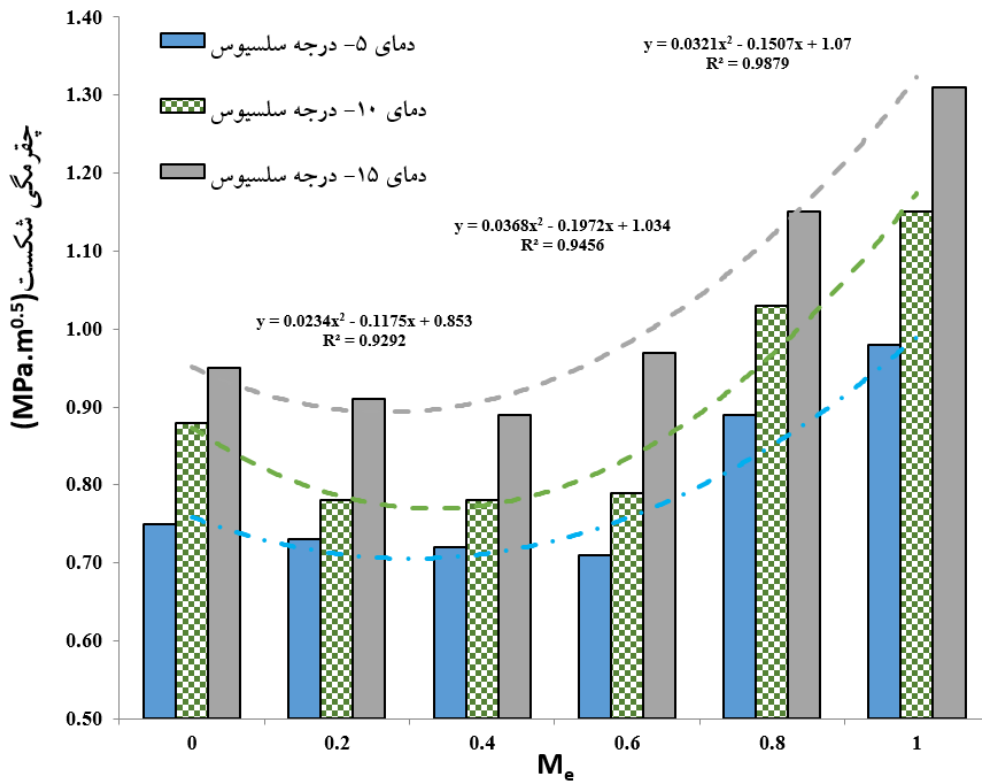 چقرمگی شکست(MPa.m^0.5)
1.40
1.30
1.20
1.10
1.00
0.90
0.80
0.70
0.60
0.50
دمای ۵- درجه سلسیوس
دمای ۱۰- درجه سلسیوس
دمای ۱۵- درجه سلسیوس
y = 0.0321x² - 0.1507x + 1.07
R² = 0.9879
y = 0.0368x² - 0.1972x + 1.034
R² = 0.9456
y = 0.0234x² - 0.1175x + 0.853
R² = 0.9292
0 0.2 0.4 0.6 0.8 1
Mₑ